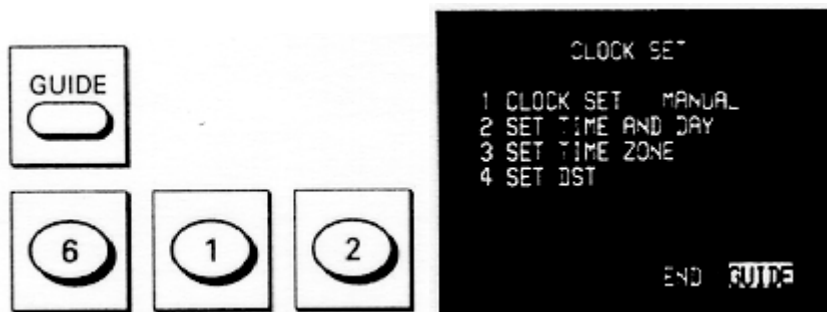 GUIDE
6 1 2
CLOCK SET
1 CLOCK SET MANUAL
2 SET TIME AND DAY
3 SET TIME ZONE
4 SET DST
END GUIDE